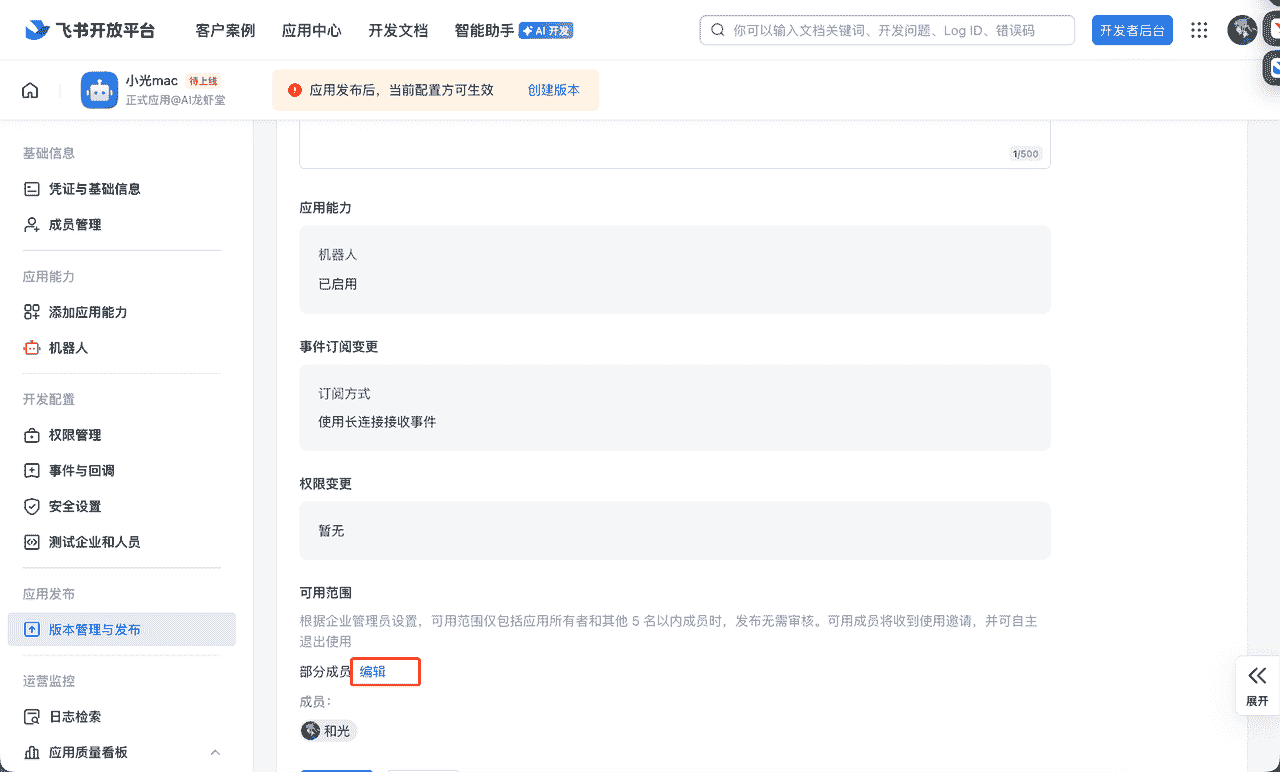 飞书开放平台
客户案例
应用中心
开发文档
智能助手
AI 开发
你可以输入文档关键词、开发问题、Log ID、错误码
开发者后台
小光mac
待上线
正式应用@AI龙虾堂
应用发布后，当前配置方可生效
创建版本
基础信息
凭证与基础信息
成员管理
应用能力
添加应用能力
机器人
开发配置
权限管理
事件与回调
安全设置
测试企业和人员
应用发布
版本管理与发布
运营监控
日志检索
应用质量看板
1/500
应用能力
机器人
已启用
事件订阅变更
订阅方式
使用长连接接收事件
权限变更
暂无
可用范围
根据企业管理员设置，可用范围仅包括应用所有者和其他 5 名以内成员时，发布无需审核。可用成员将收到使用邀请，并可自主
退出使用
部分成员 编辑
成员：
和光
展开